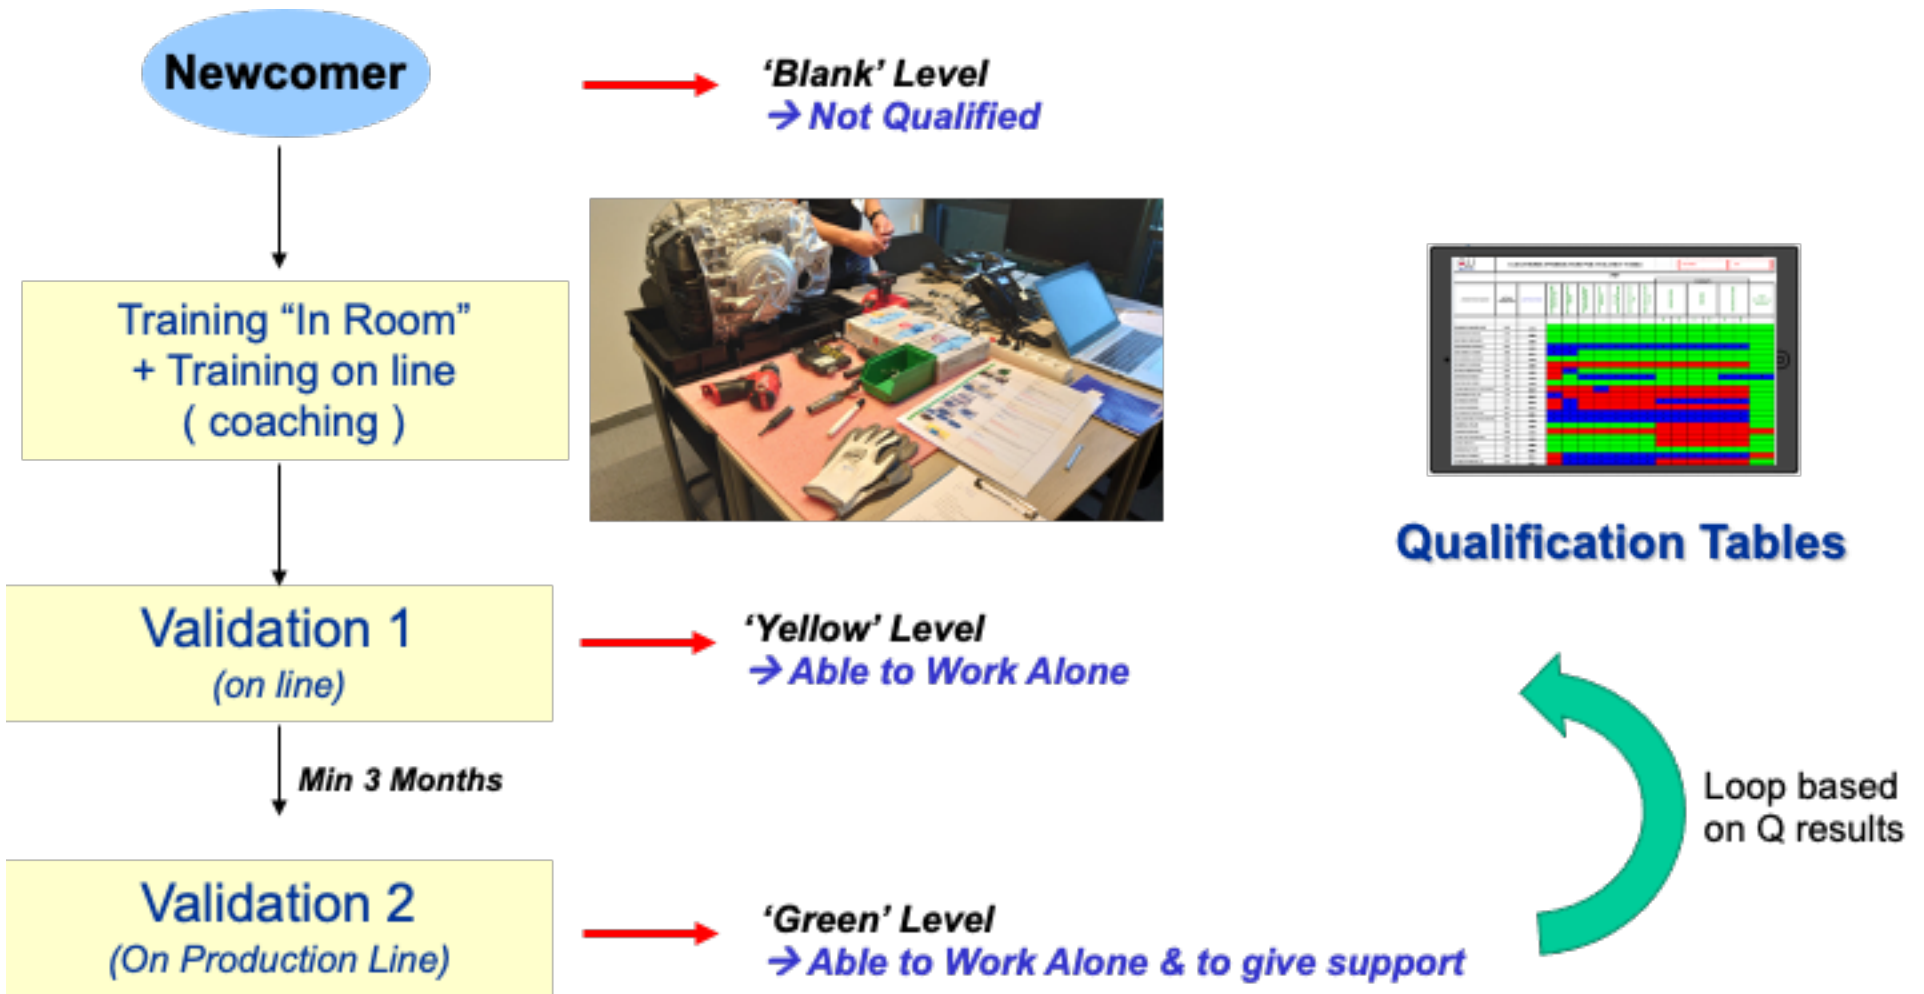 Newcomer
‘Blank’ Level
→ Not Qualified
Training “In Room”
+ Training on line
( coaching )
Qualification Tables
Validation 1
(on line)
‘Yellow’ Level
→ Able to Work Alone
Min 3 Months
Loop based
on Q results
Validation 2
(On Production Line)
‘Green’ Level
→ Able to Work Alone & to give support